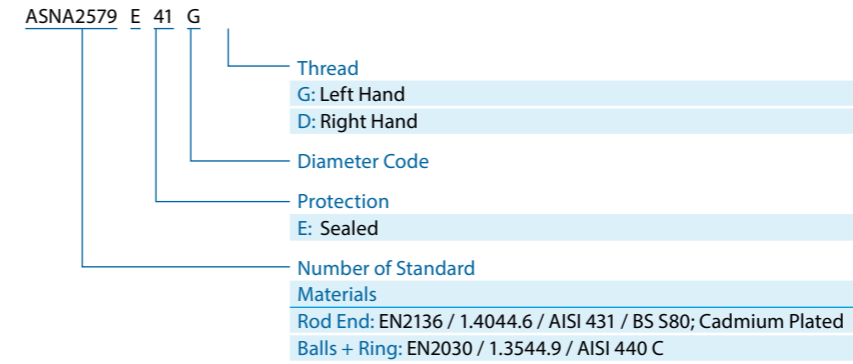 ASNA2579 E 41 G
Thread
G: Left Hand
D: Right Hand
Diameter Code
Protection
E: Sealed
Number of Standard
Materials
Rod End: EN2136 / 1.4044.6 / AISI 431 / BS S80; Cadmium Plated
Balls + Ring: EN2030 / 1.3544.9 / AISI 440 C